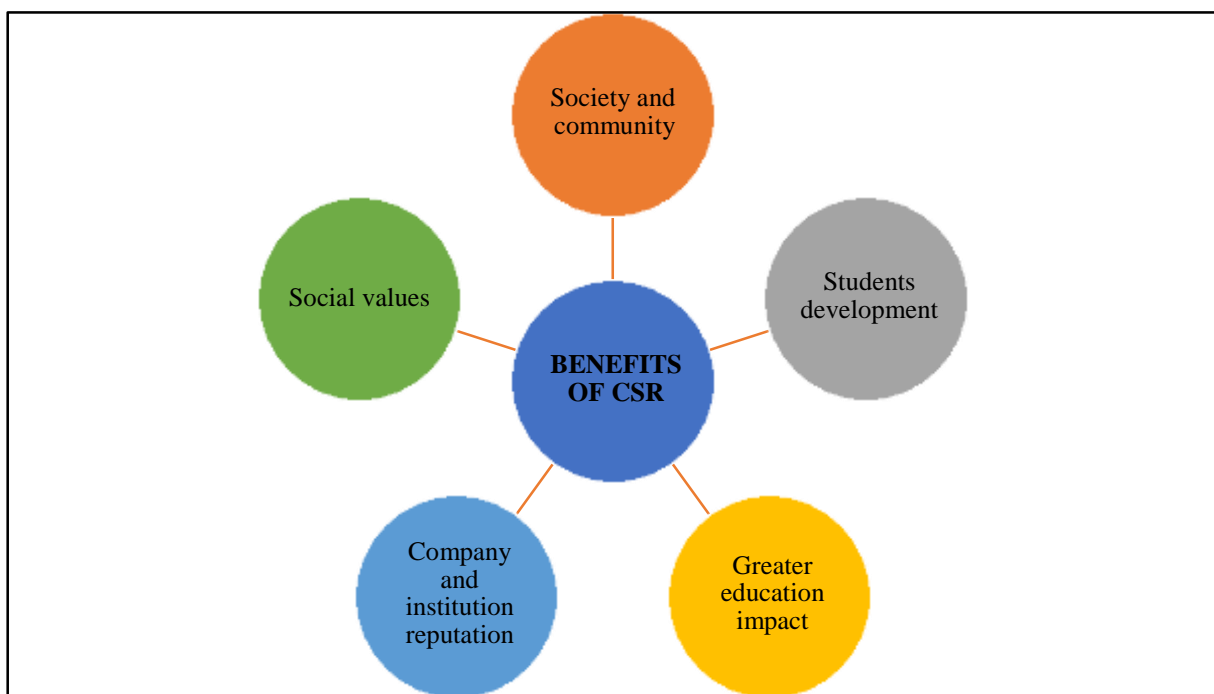 Society and
community
Social values
Students
development
BENEFITS
OF CSR
Company
and
institution
reputation
Greater
education
impact